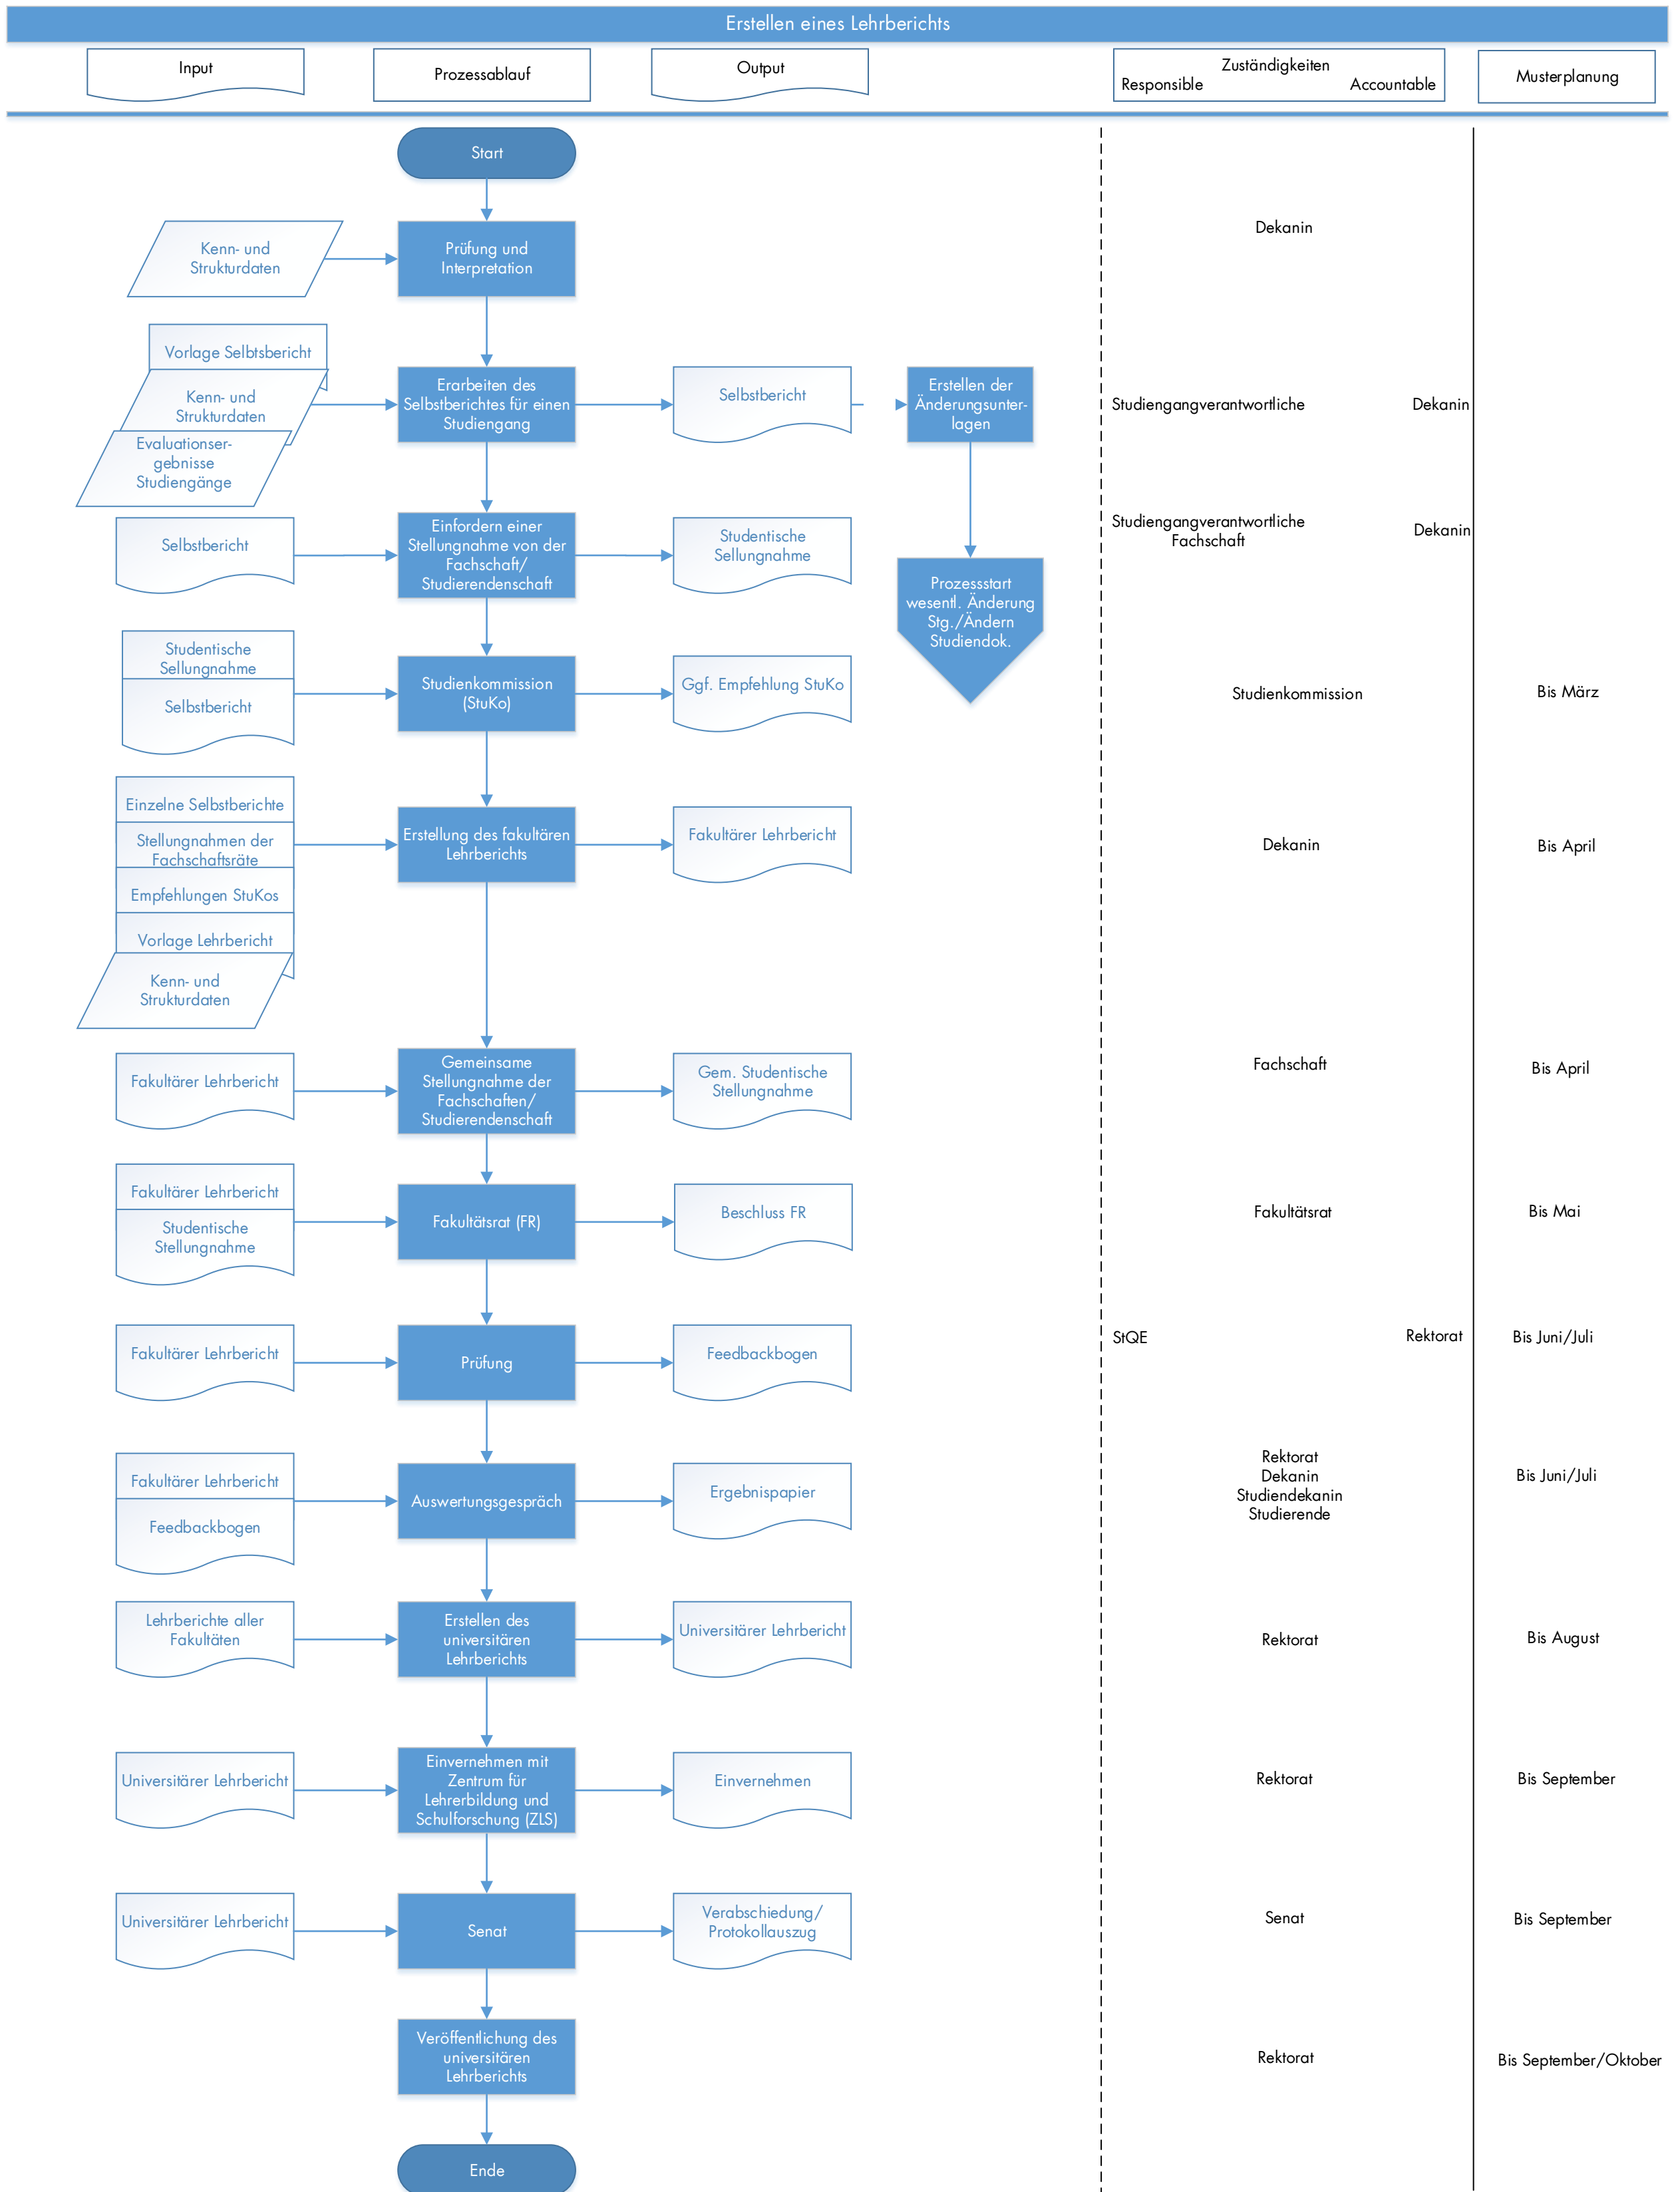 Erstellen eines Lehrberichts
Input
Prozessablauf
Output
Zuständigkeiten
Responsible
Accountable
Musterplanung
Start
Kenn- und
Strukturdaten
Prüfung und
Interpretation
Dekanin
Vorlage Selbtsbericht
Kenn- und
Strukturdaten
Evaluationser-
gebnisse
Studiengänge
Erarbeiten des
Selbstberichtes für einen
Studiengang
Selbstbericht
Erstellen der
Änderungsunter-
lagen
Studiengangverantwortliche
Dekanin
Selbstbericht
Einfordern einer
Stellungnahme von der
Fachschaft/
Studierendenschaft
Studentische
Sellungnahme
Prozessstart
wesentl. Änderung
Stg./Ändern
Studiendok.
Studiengangverantwortliche
Fachschaft
Dekanin
Studentische
Sellungnahme
Selbstbericht
Studienkommission
(StuKo)
Ggf. Empfehlung StuKo
Studienkommission
Bis März
Einzelne Selbstberichte
Stellungnahmen der
Fachschaftsräte
Empfehlungen StuKos
Vorlage Lehrbericht
Kenn- und
Strukturdaten
Erstellung des fakultären
Lehrberichts
Fakultärer Lehrbericht
Dekanin
Bis April
Fakultärer Lehrbericht
Gemeinsame
Stellungnahme der
Fachschaften/
Studierendenschaft
Gem. Studentische
Stellungnahme
Fachschaft
Bis April
Fakultärer Lehrbericht
Studentische
Stellungnahme
Fakultätsrat (FR)
Beschluss FR
Fakultätsrat
Bis Mai
Fakultärer Lehrbericht
Prüfung
Feedbackbogen
StQE
Rektorat
Bis Juni/Juli
Fakultärer Lehrbericht
Feedbackbogen
Auswertungsgespräch
Ergebnispapier
Rektorat
Dekanin
Studiendekanin
Studierende
Bis Juni/Juli
Lehrberichte aller
Fakultäten
Erstellen des
universitären
Lehrberichts
Universitärer Lehrbericht
Rektorat
Bis August
Universitärer Lehrbericht
Einvernehmen mit
Zentrum für
Lehrerbildung und
Schulforschung (ZLS)
Einvernehmen
Rektorat
Bis September
Universitärer Lehrbericht
Senat
Verabschiedung/
Protokollauszug
Senat
Bis September
Veröffentlichung des
universitären
Lehrberichts
Rektorat
Bis September/Oktober
Ende